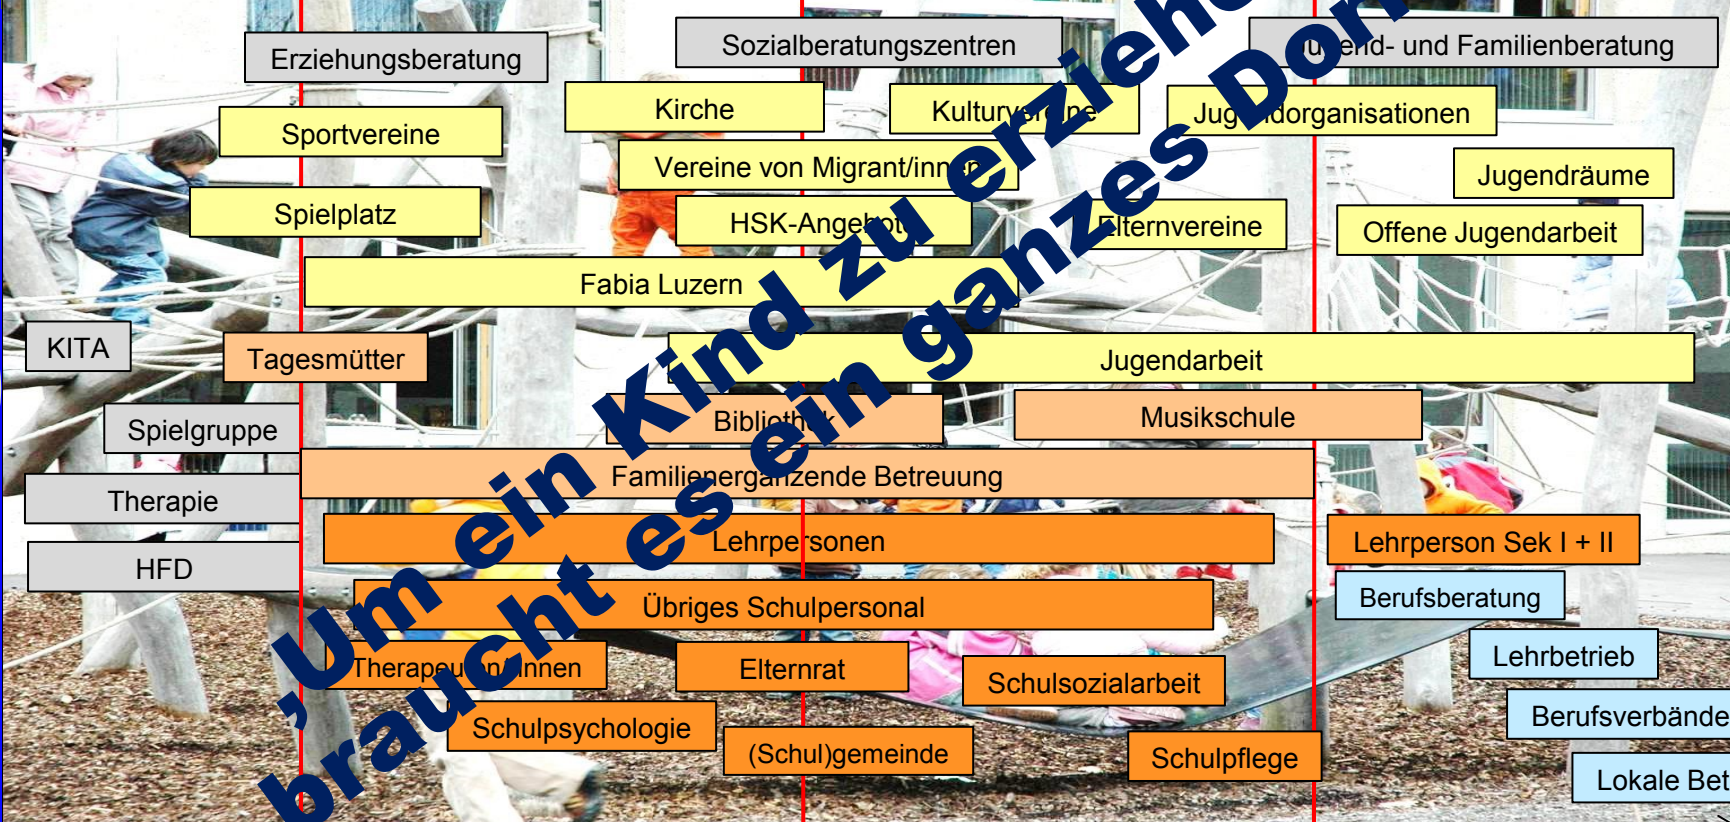 Erziehungsberatung
Sozialberatungszentren
Jugend- und Familienberatung
Sportvereine
Kirche
Kulturvereine
Jugendorganisationen
Vereine von Migrant/innen
Jugendräume
Spielplatz
HSK-Angebote
Elternvereine
Offene Jugendarbeit
Fabia Luzern
KITA
Tagesmütter
Jugendarbeit
Spielgruppe
Bibliothek
Musikschule
Familienergänzende Betreuung
Therapie
Lehrpersonen
Lehrperson Sek I + II
HFD
Übriges Schulpersonal
Berufsberatung
Therapeuten/innen
Elternrat
Schulsozialarbeit
Lehrbetrieb
Schulpsychologie
(Schul)gemeinde
Schulpflege
Berufsverbände
Lokale Bet
‚Um ein Kind zu erziehe
braucht es ein ganzes Dorf